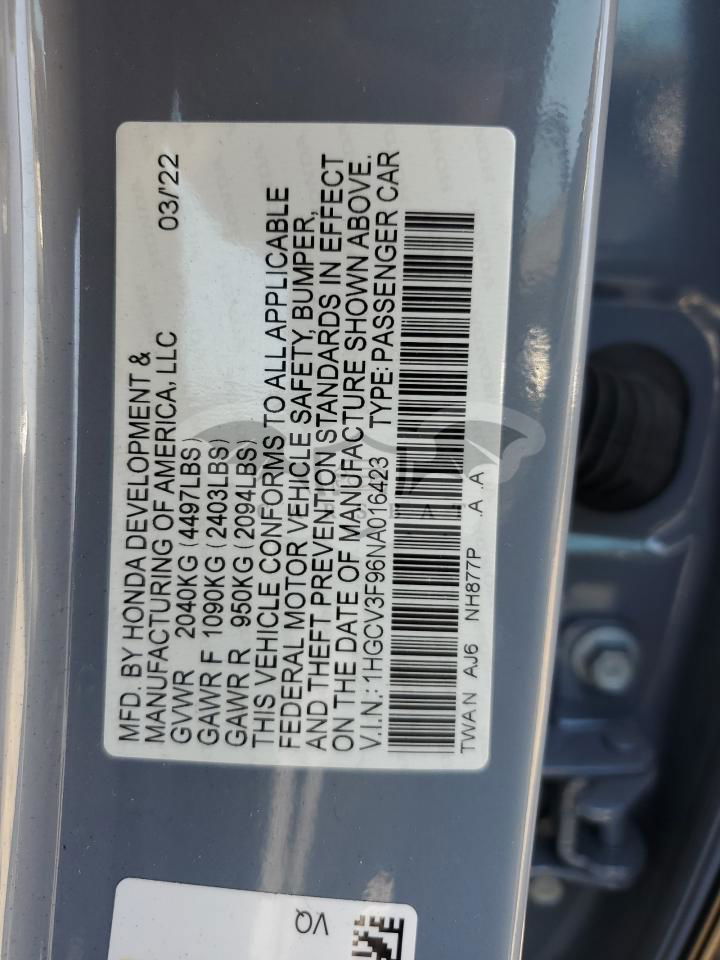 MFD. BY HONDA DEVELOPMENT & 03/'22
MANUFACTURING OF AMERICA, LLC
GVWR 2040KG (4497LBS)
GAWR F 1090KG (2403LBS)
GAWR R 950KG (2094LBS)
THIS VEHICLE CONFORMS TO ALL APPLICABLE
FEDERAL MOTOR VEHICLE SAFETY, BUMPER,
AND THEFT PREVENTION STANDARDS IN EFFECT
ON THE DATE OF MANUFACTURE SHOWN ABOVE.
V.I.N.: 1HGCV3F96NA016423 TYPE:PASSENGER CAR
TWA N AJ6 NH877P .A .A
VQ